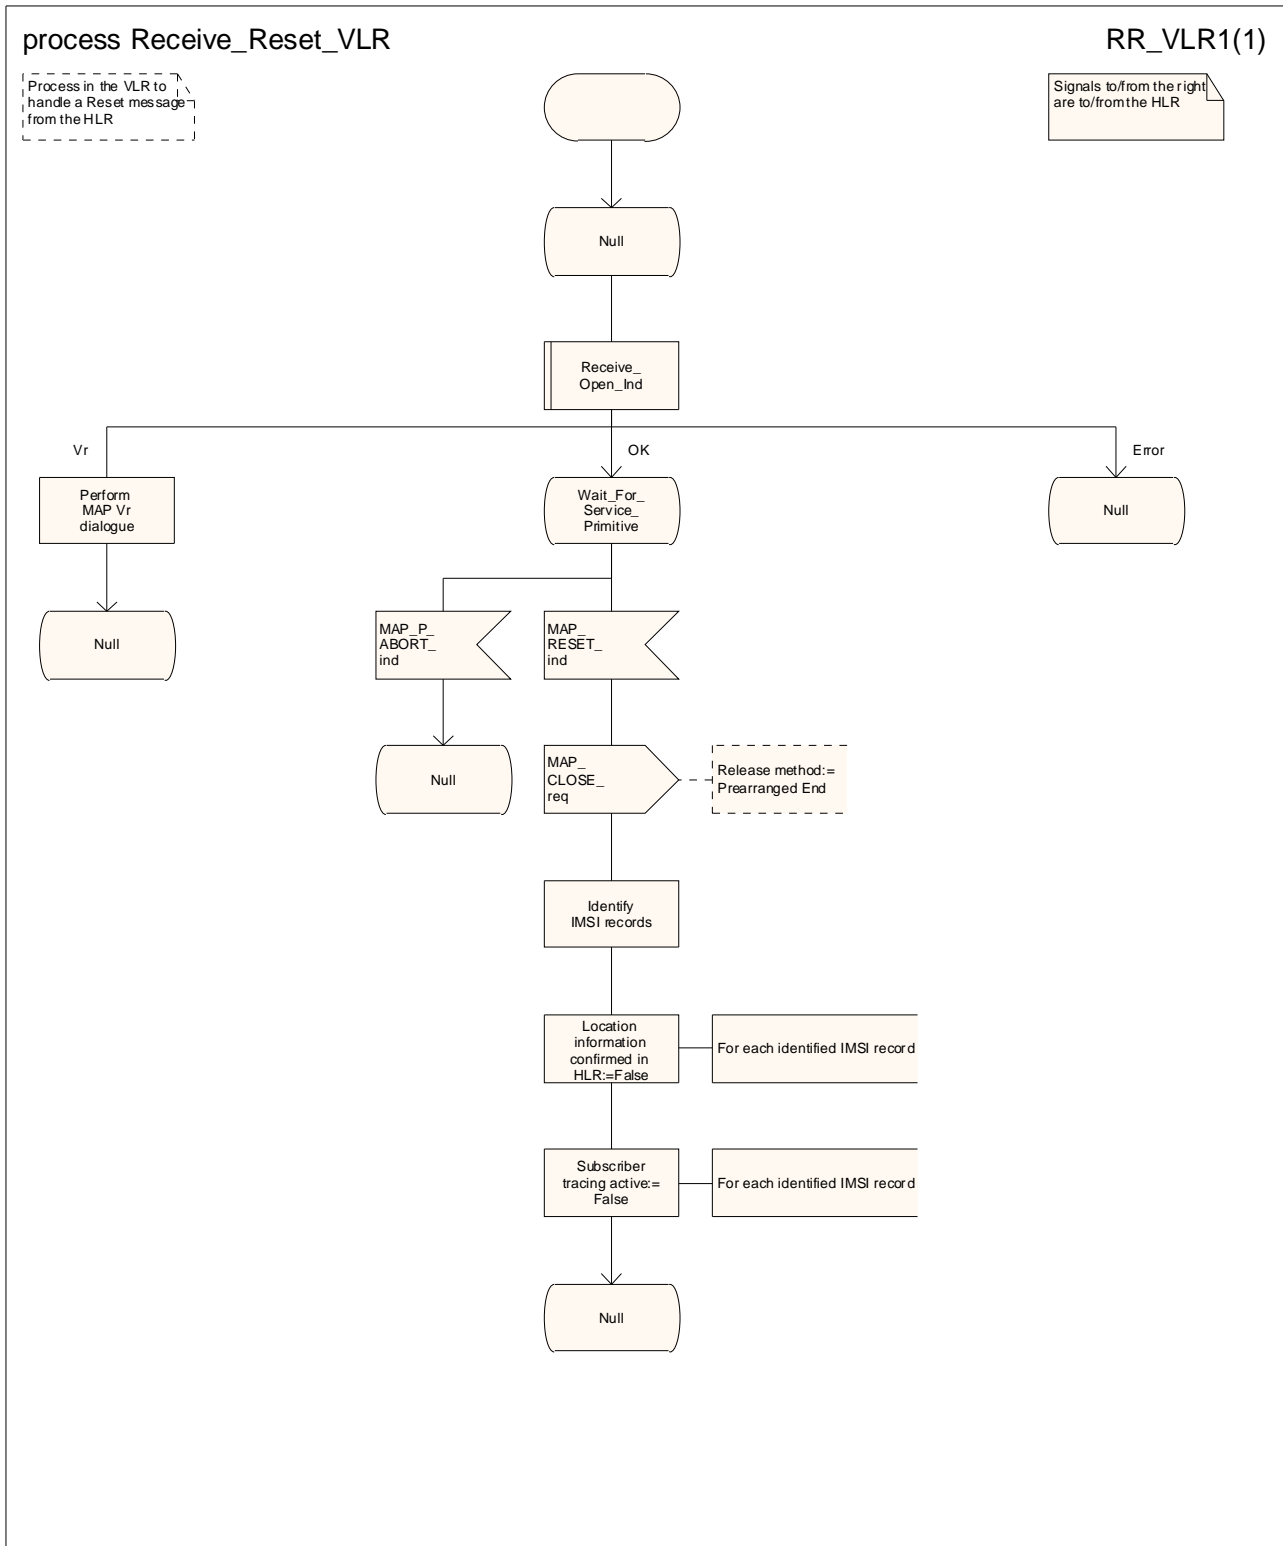 process Receive_Reset_VLR
RR_VLR1(1)
Process in the VLR to
handle a Reset message
from the HLR
Signals to/from the right
are to/from the HLR
Null
Receive_
Open_Ind
Vr
OK
Error
Perform
MAP Vr
dialogue
Wait_For_
Service_
Primitive
Null
Null
MAP_P_
ABORT_
ind
MAP_
RESET_
ind
Null
MAP_
CLOSE_
req
Release method:=
Prearranged End
Identify
IMSI records
Location
information
confirmed in
HLR:=False
For each identified IMSI record
Subscriber
tracing active:=
False
For each identified IMSI record
Null